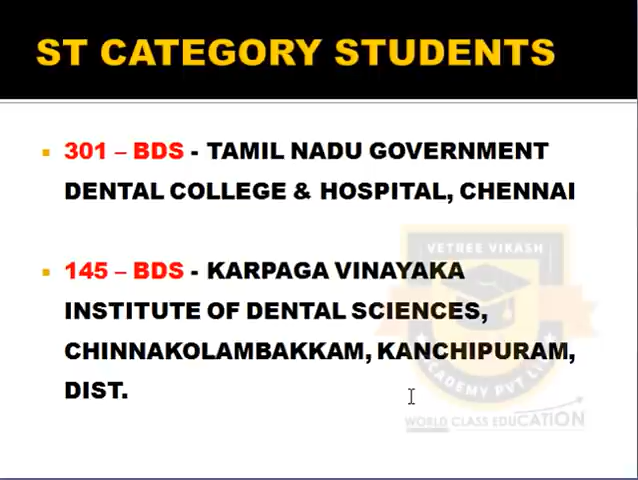 ST CATEGORY STUDENTS
301 – BDS - TAMIL NADU GOVERNMENT
DENTAL COLLEGE & HOSPITAL, CHENNAI
145 – BDS - KARPAGA VINAYAKA
INSTITUTE OF DENTAL SCIENCES,
CHINNAKOLAMBAKKAM, KANCHIPURAM,
DIST.
VETREE VIKASH
ACADEMY PVT LTD
WORLD CLASS EDUCATION